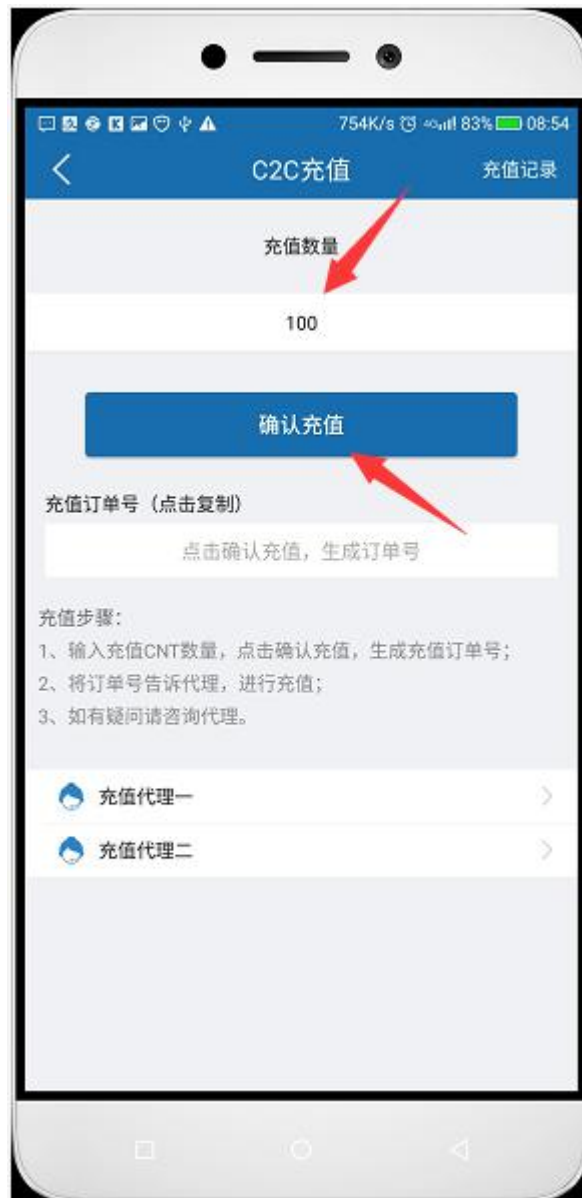 754K/s 4G 83% 08:54
C2C充值 充值记录
充值数量
100
确认充值
充值订单号（点击复制）
点击确认充值，生成订单号
充值步骤：
1、输入充值CNT数量，点击确认充值，生成充值订单号；
2、将订单号告诉代理，进行充值；
3、如有疑问请咨询代理。
充值代理一
充值代理二